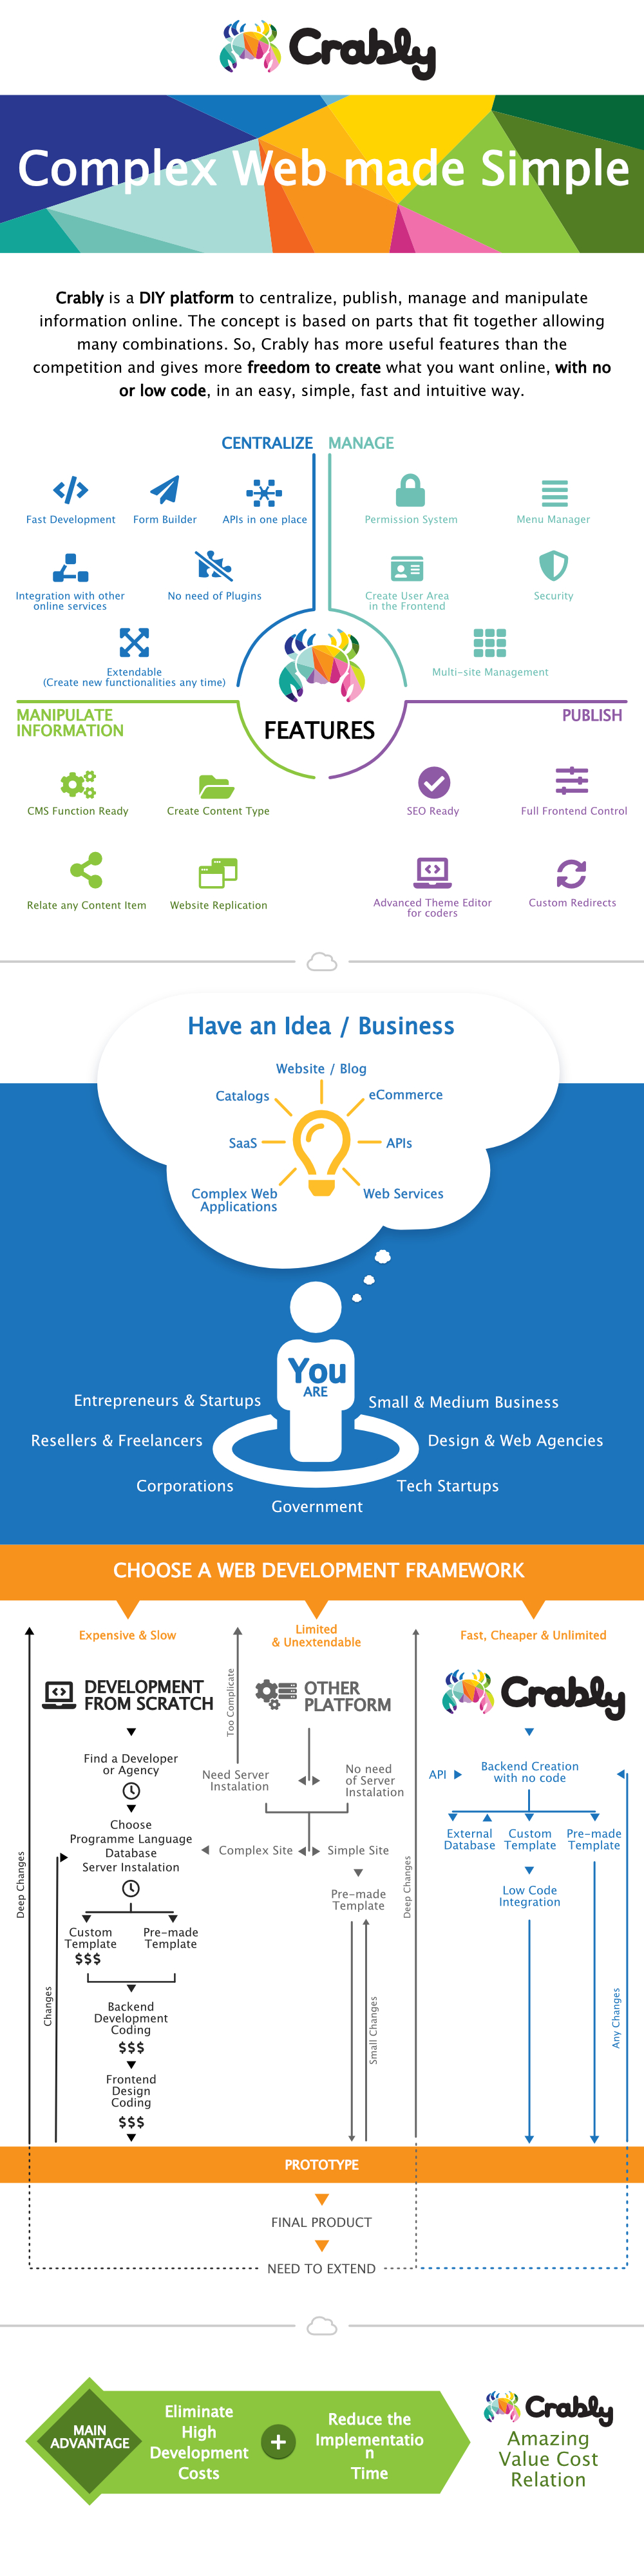 Crably
Complex Web made Simple
Crably is a DIY platform to centralize, publish, manage and manipulate
information online. The concept is based on parts that fit together allowing
many combinations. So, Crably has more useful features than the
competition and gives more freedom to create what you want online, with no
or low code, in an easy, simple, fast and intuitive way.
CENTRALIZE
Fast Development
Form Builder
APIs in one place
Integration with other
online services
No need of Plugins
Extendable
(Create new functionalities any time)
MANAGE
Permission System
Menu Manager
Create User Area
in the Frontend
Security
Multi-site Management
FEATURES
MANIPULATE
INFORMATION
CMS Function Ready
Create Content Type
Relate any Content Item
Website Replication
PUBLISH
SEO Ready
Full Frontend Control
Advanced Theme Editor
for coders
Custom Redirects
Have an Idea / Business
Website / Blog
Catalogs
eCommerce
SaaS
APIs
Complex Web
Applications
Web Services
You
ARE
Entrepreneurs & Startups
Small & Medium Business
Resellers & Freelancers
Design & Web Agencies
Corporations
Tech Startups
Government
CHOOSE A WEB DEVELOPMENT FRAMEWORK
Expensive & Slow
DEVELOPMENT
FROM SCRATCH
Find a Developer
or Agency
Choose
Programme Language
Database
Server Instalation
Custom
Template
$$$
Pre-made
Template
Backend
Development
Coding
$$$
Frontend
Design
Coding
$$$
Deep Changes
Changes
Limited
& Unextendable
OTHER
PLATFORM
Too Complicate
Need Server
Instalation
No need
of Server
Instalation
Complex Site
Simple Site
Pre-made
Template
Small Changes
Deep Changes
Fast, Cheaper & Unlimited
Crably
API
Backend Creation
with no code
External
Database
Custom
Template
Pre-made
Template
Low Code
Integration
Any Changes
PROTOTYPE
FINAL PRODUCT
NEED TO EXTEND
MAIN
ADVANTAGE
Eliminate
High
Development
Costs
+
Reduce the
Implementatio
n
Time
Crably
Amazing
Value Cost
Relation